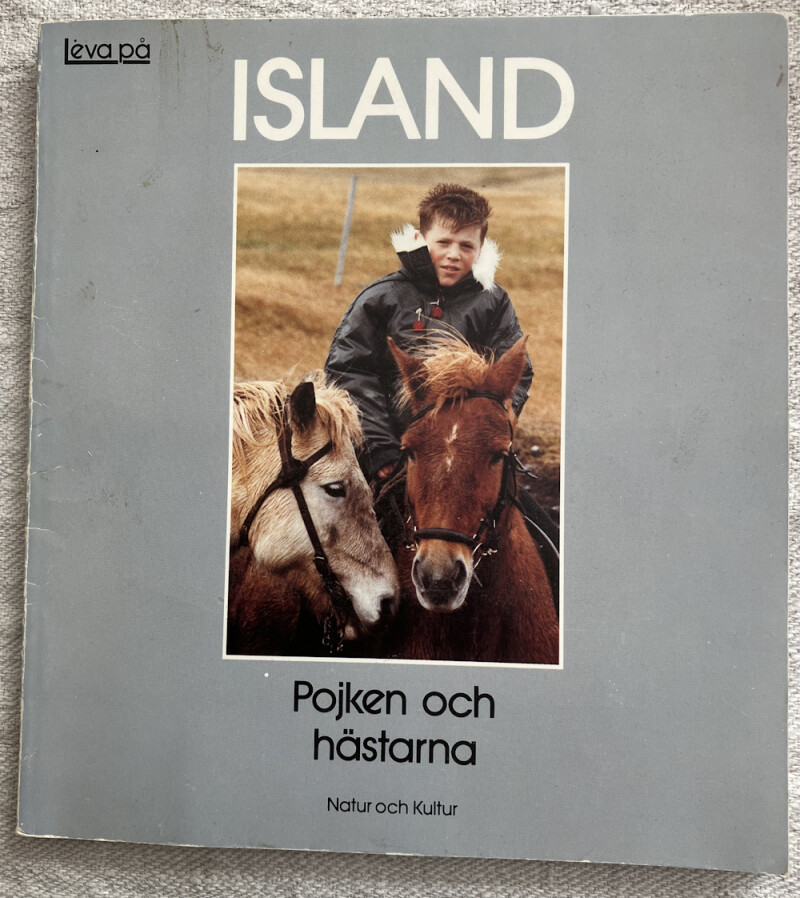 Leva på
ISLAND
Pojken och
hästarna
Natur och Kultur